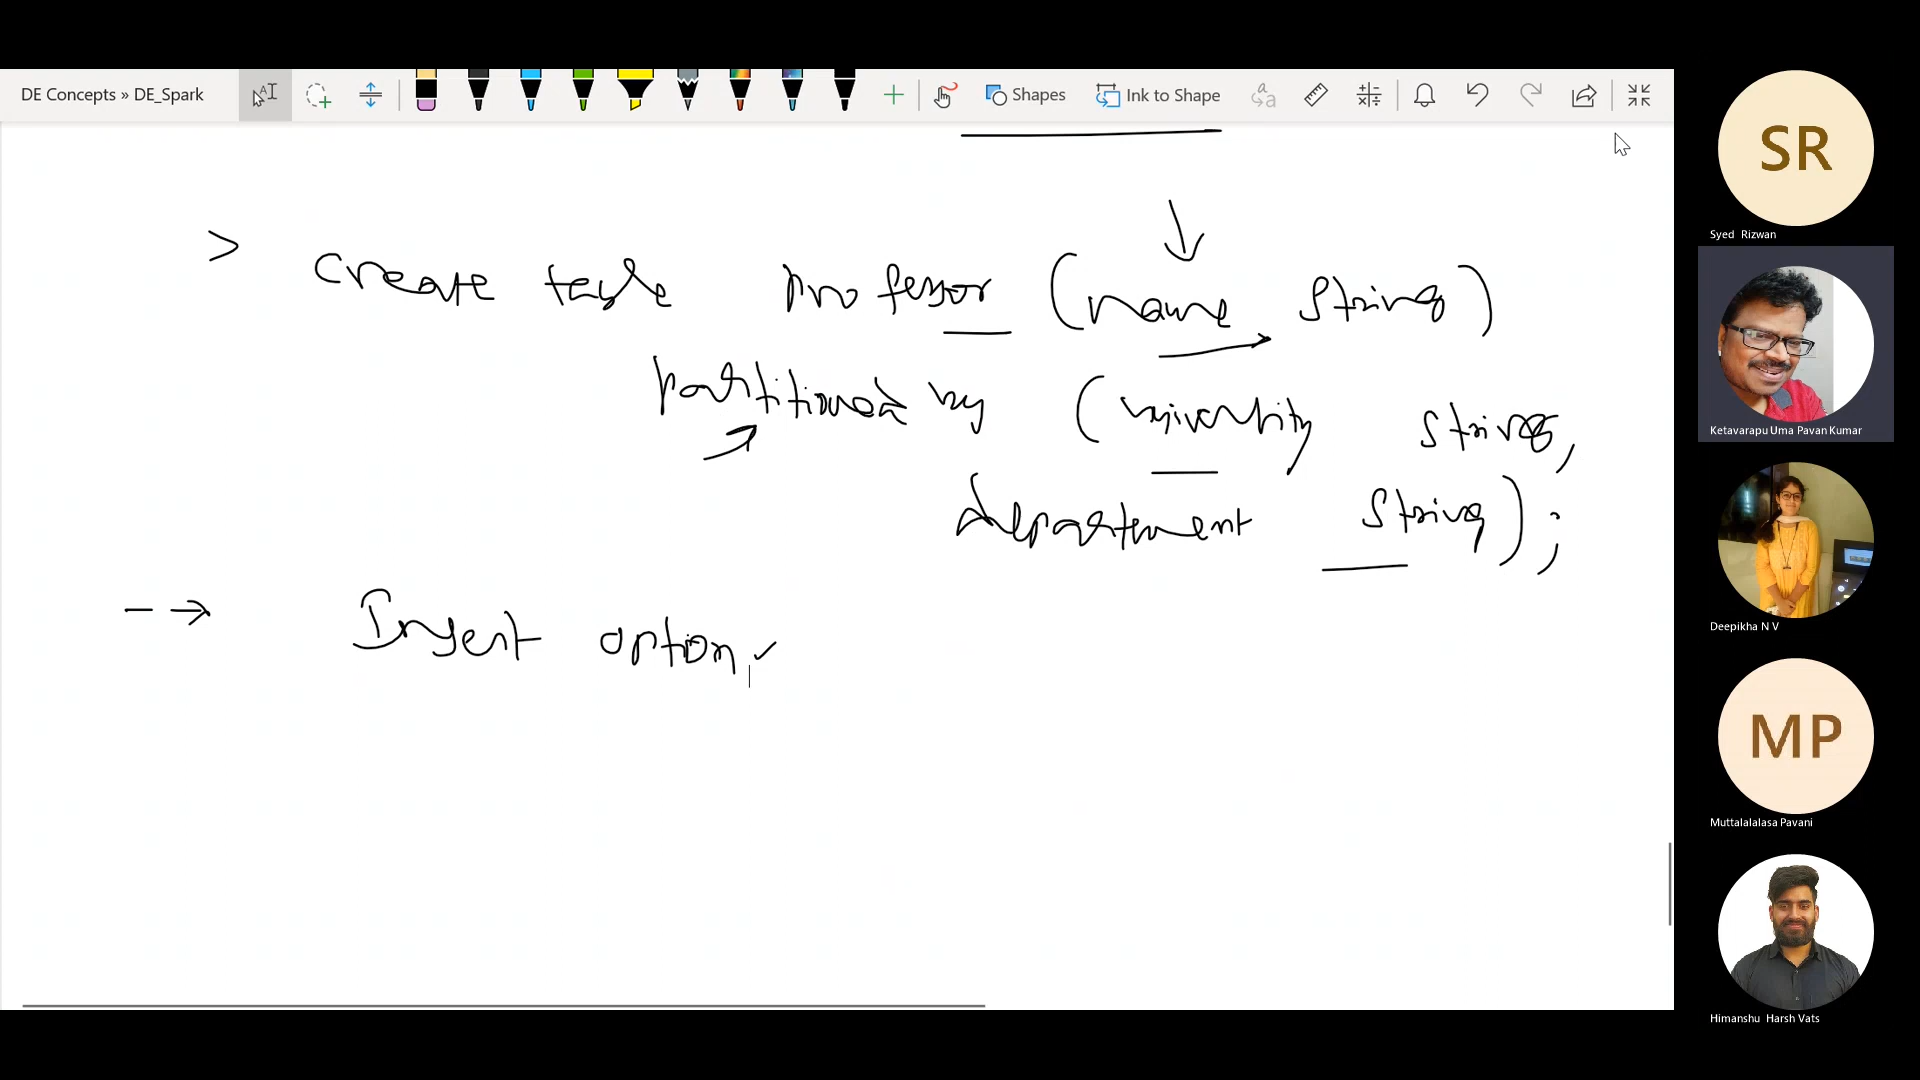 DE Concepts » DE_Spark
Shapes
Ink to Shape
> Create table professor (name string)
partitioned by (university string,
department string);
Insert option
SR
Syed Rizwan
Ketavarapu Uma Pavan Kumar
Deepikha N V
MP
Muttalalalasa Pavani
Himanshu Harsh Vats